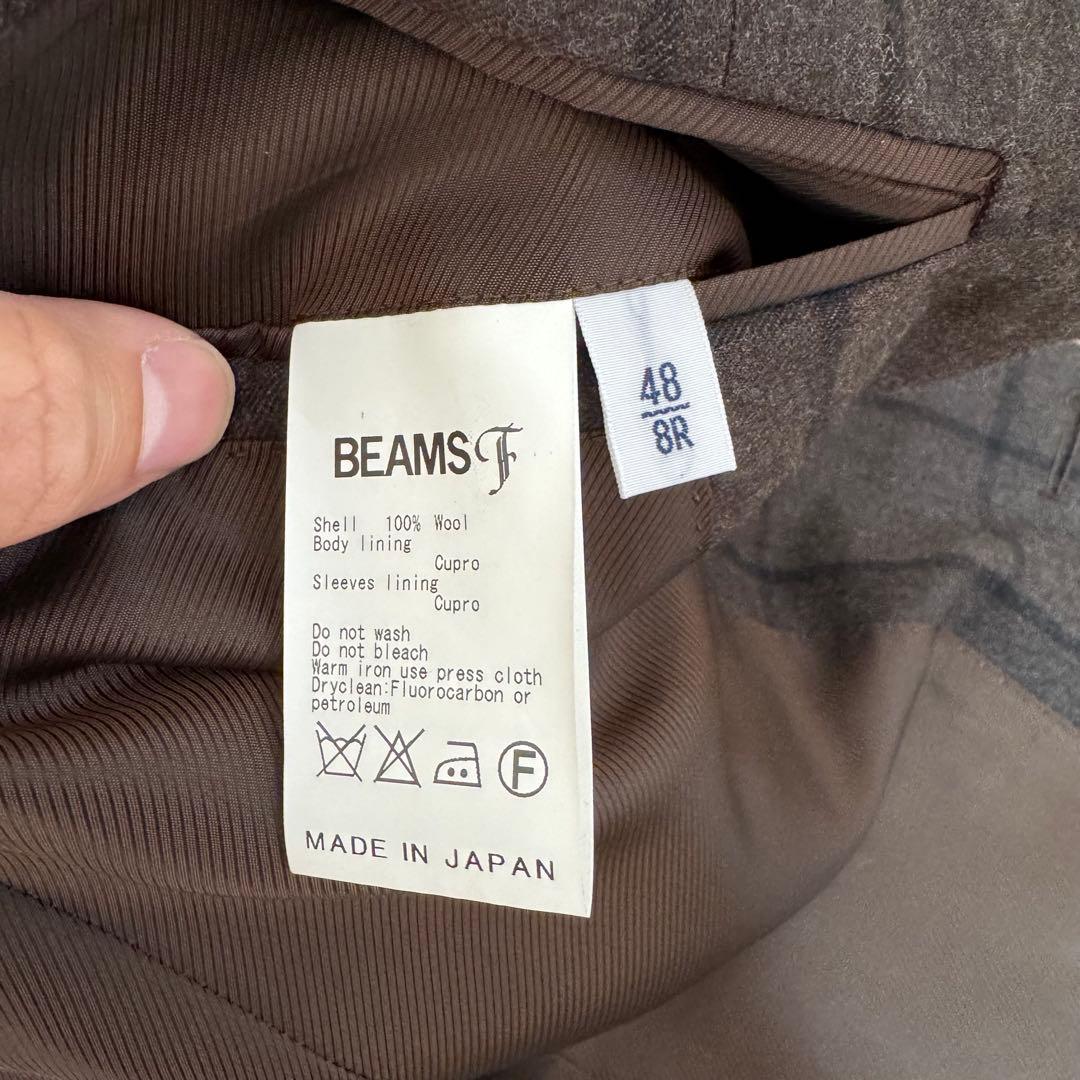 BEAMS F
Shell 100% Wool
Body lining
Cupro
Sleeves lining
Cupro
Do not wash
Do not bleach
Warm iron use press cloth
Dryclean:Fluorocarbon or
petroleum
F
MADE IN JAPAN
48
8R